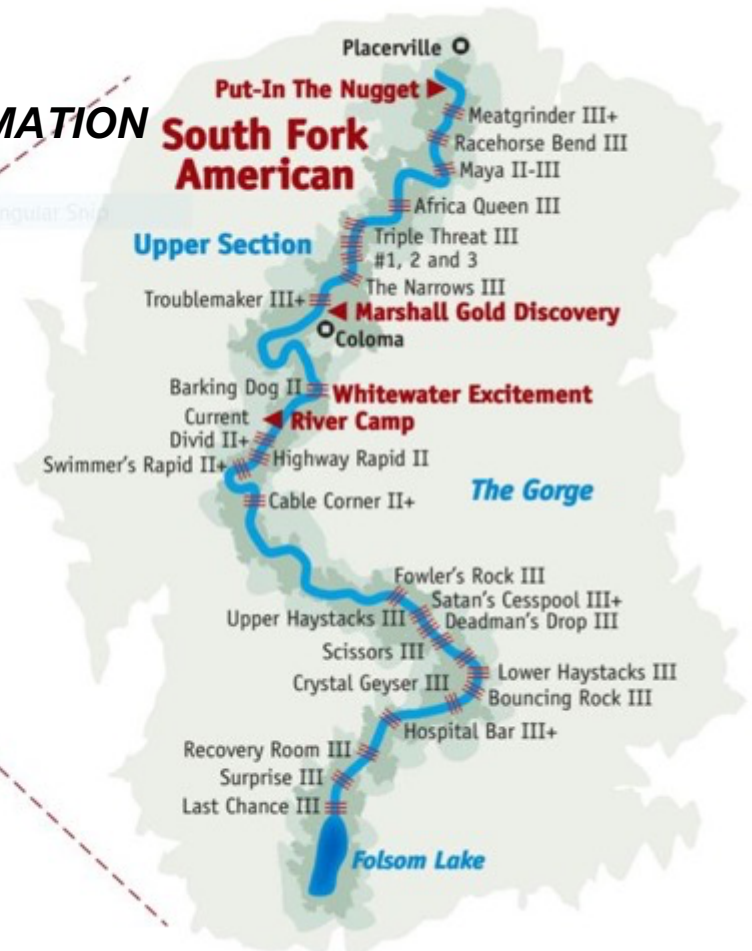 Placerville
Put-In The Nugget
MATION
South Fork
American
Meatgrinder III+
Racehorse Bend III
Maya II-III
ngular Snip
Africa Queen III
Upper Section
Triple Threat III
#1, 2 and 3
The Narrows III
Troublemaker III+
Marshall Gold Discovery
Coloma
Barking Dog II
Whitewater Excitement
River Camp
Current
Divid II+
Highway Rapid II
Swimmer's Rapid II+
The Gorge
Cable Corner II+
Fowler's Rock III
Satan's Cesspool III+
Upper Haystacks III
Deadman's Drop III
Scissors III
Lower Haystacks III
Crystal Geyser III
Bouncing Rock III
Hospital Bar III+
Recovery Room III
Surprise III
Last Chance III
Folsom Lake